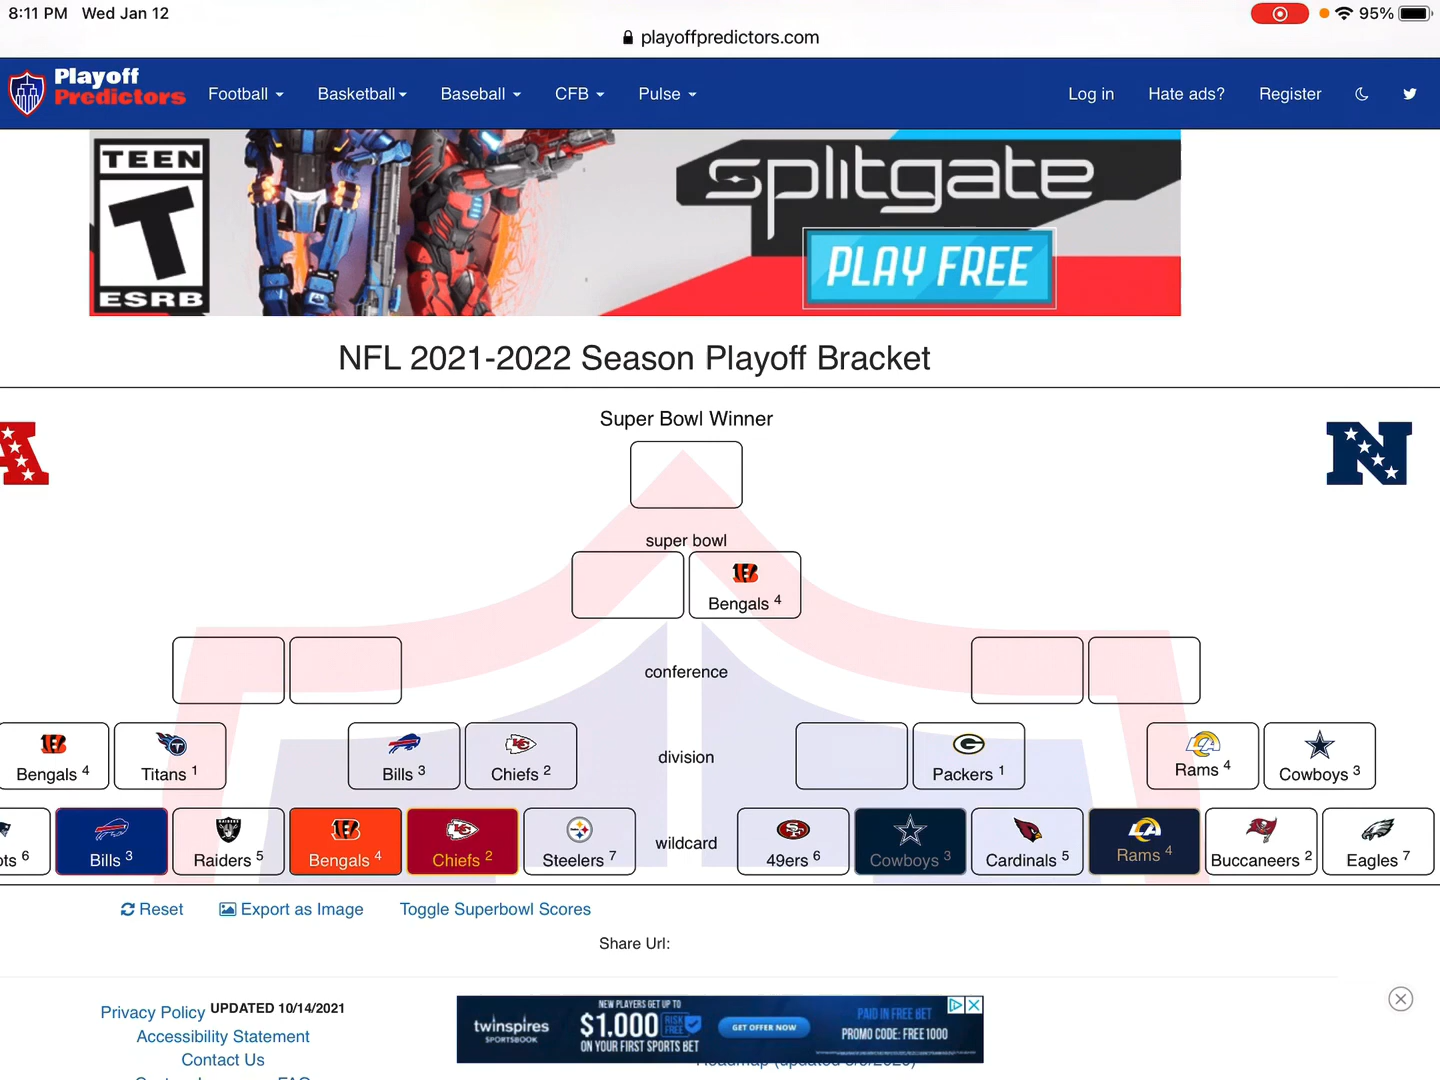 8:11 PM Wed Jan 12
95%
playoffpredictors.com
Playoff
Predictors
Football
Basketball
Baseball
CFB
Pulse
Log in
Hate ads?
Register
TEEN
T
ESRB
splitgate
PLAY FREE
NFL 2021-2022 Season Playoff Bracket
Super Bowl Winner
A
N
super bowl
Bengals 4
conference
Bengals 4
Titans 1
Bills 3
Chiefs 2
division
Packers 1
Rams 4
Cowboys 3
ots 6
Bills 3
Raiders 5
Bengals 4
Chiefs 2
Steelers 7
wildcard
49ers 6
Cowboys 3
Cardinals 5
Rams 4
Buccaneers 2
Eagles 7
Reset
Export as Image
Toggle Superbowl Scores
Share Url:
Privacy Policy UPDATED 10/14/2021
Accessibility Statement
Contact Us
twinspires
SPORTSBOOK
NEW PLAYERS GET UP TO
$1,000 RISK FREE
ON YOUR FIRST SPORTS BET
GET OFFER NOW
PAID IN FREE BET
PROMO CODE: FREE1000